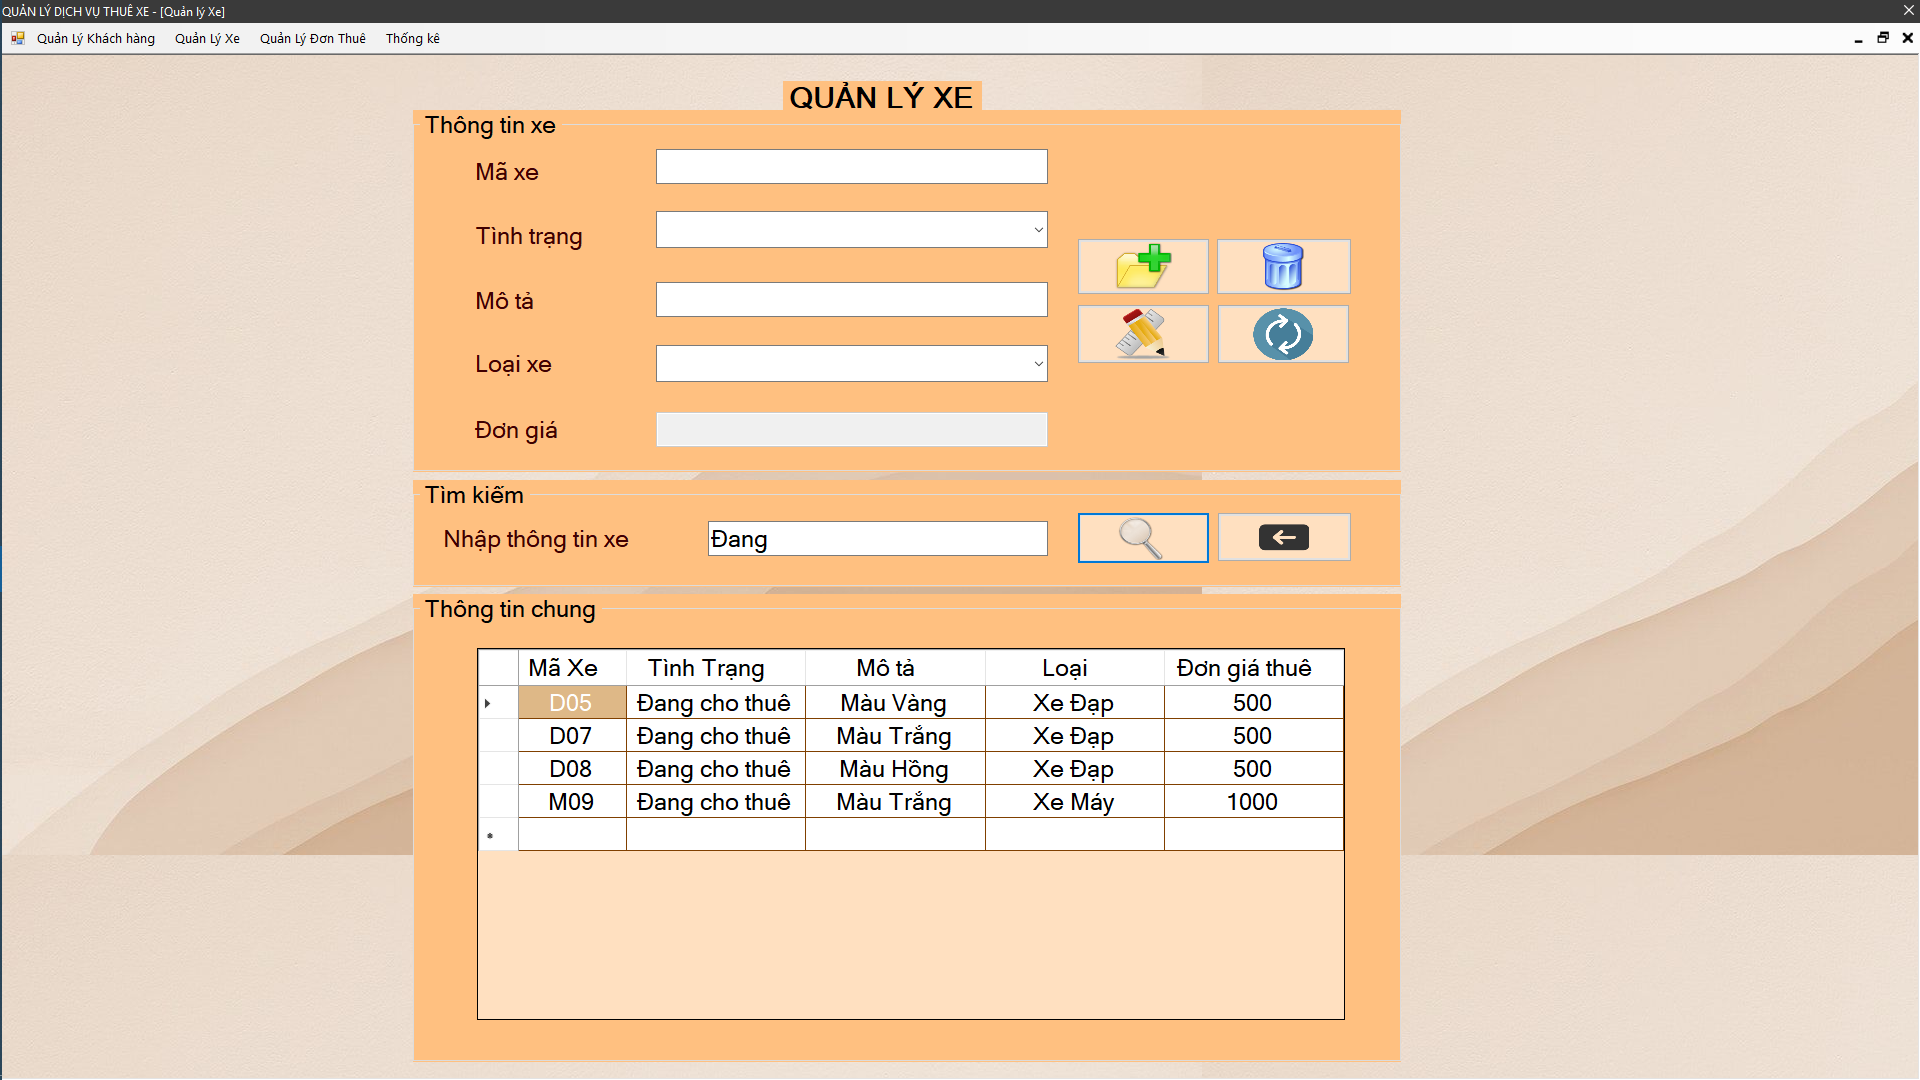 QUẢN LÝ DỊCH VỤ THUÊ XE - [Quản lý Xe]
Quản Lý Khách hàng Quản Lý Xe Quản Lý Đơn Thuê Thống kê
QUẢN LÝ XE
Thông tin xe
Mã xe
Tình trạng
Mô tả
Loại xe
Đơn giá
Tìm kiếm
Nhập thông tin xe Đang
Thông tin chung
Mã Xe Tình Trạng Mô tả Loại Đơn giá thuê
D05 Đang cho thuê Màu Vàng Xe Đạp 500
D07 Đang cho thuê Màu Trắng Xe Đạp 500
D08 Đang cho thuê Màu Hồng Xe Đạp 500
M09 Đang cho thuê Màu Trắng Xe Máy 1000